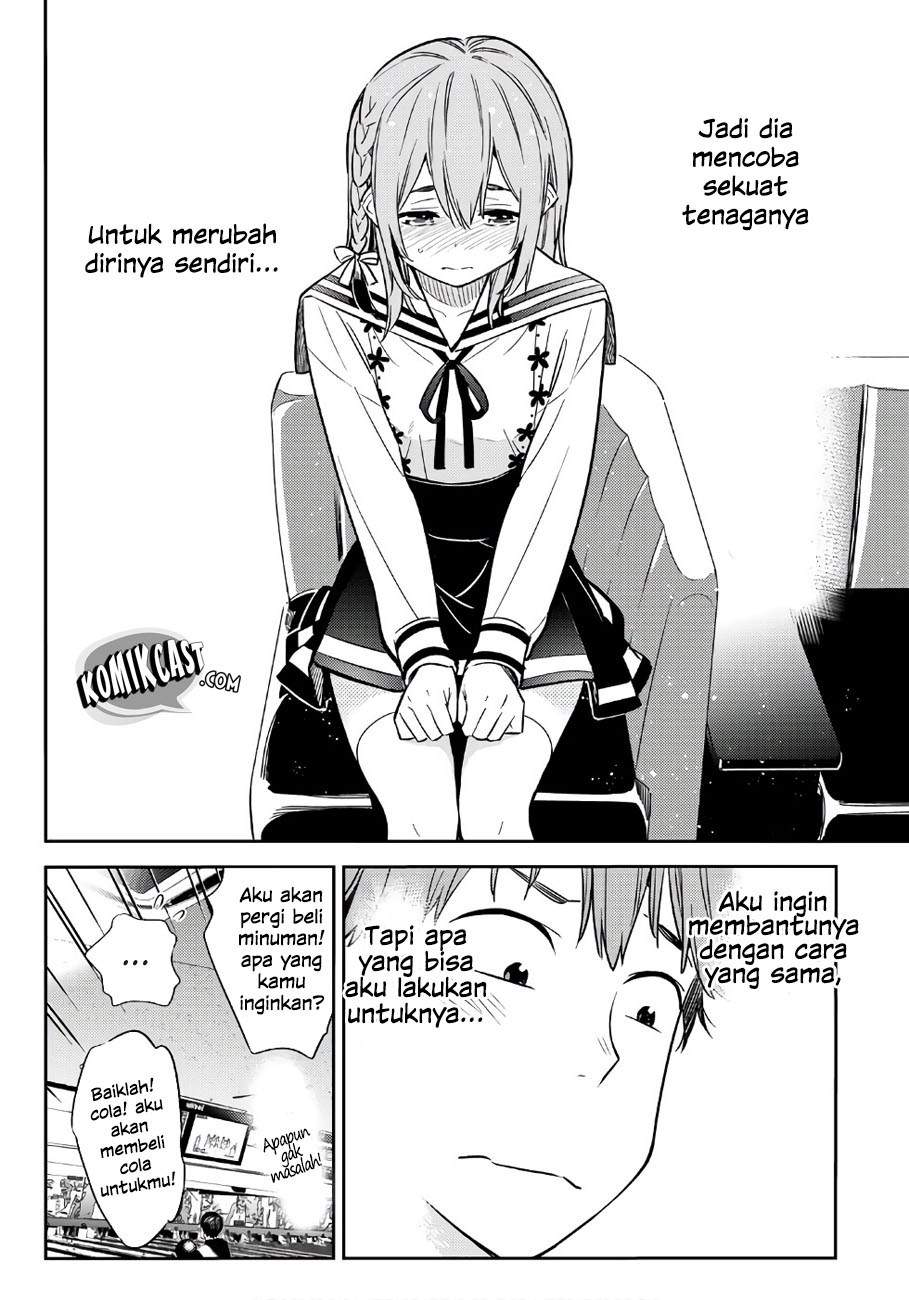 Jadi dia
mencoba
sekuat
tenaganya
Untuk merubah
dirinya sendiri...
KOMIKCAST
.COM
Aku ingin
membantunya
dengan cara
yang sama,
Tapi apa
yang bisa
aku lakukan
untuknya...
Aku akan
pergi beli
minuman!
apa yang
kamu
inginkan?
...
Apapun
gak
masalah!
Baiklah!
cola! aku
akan
membeli
cola
untukmu!